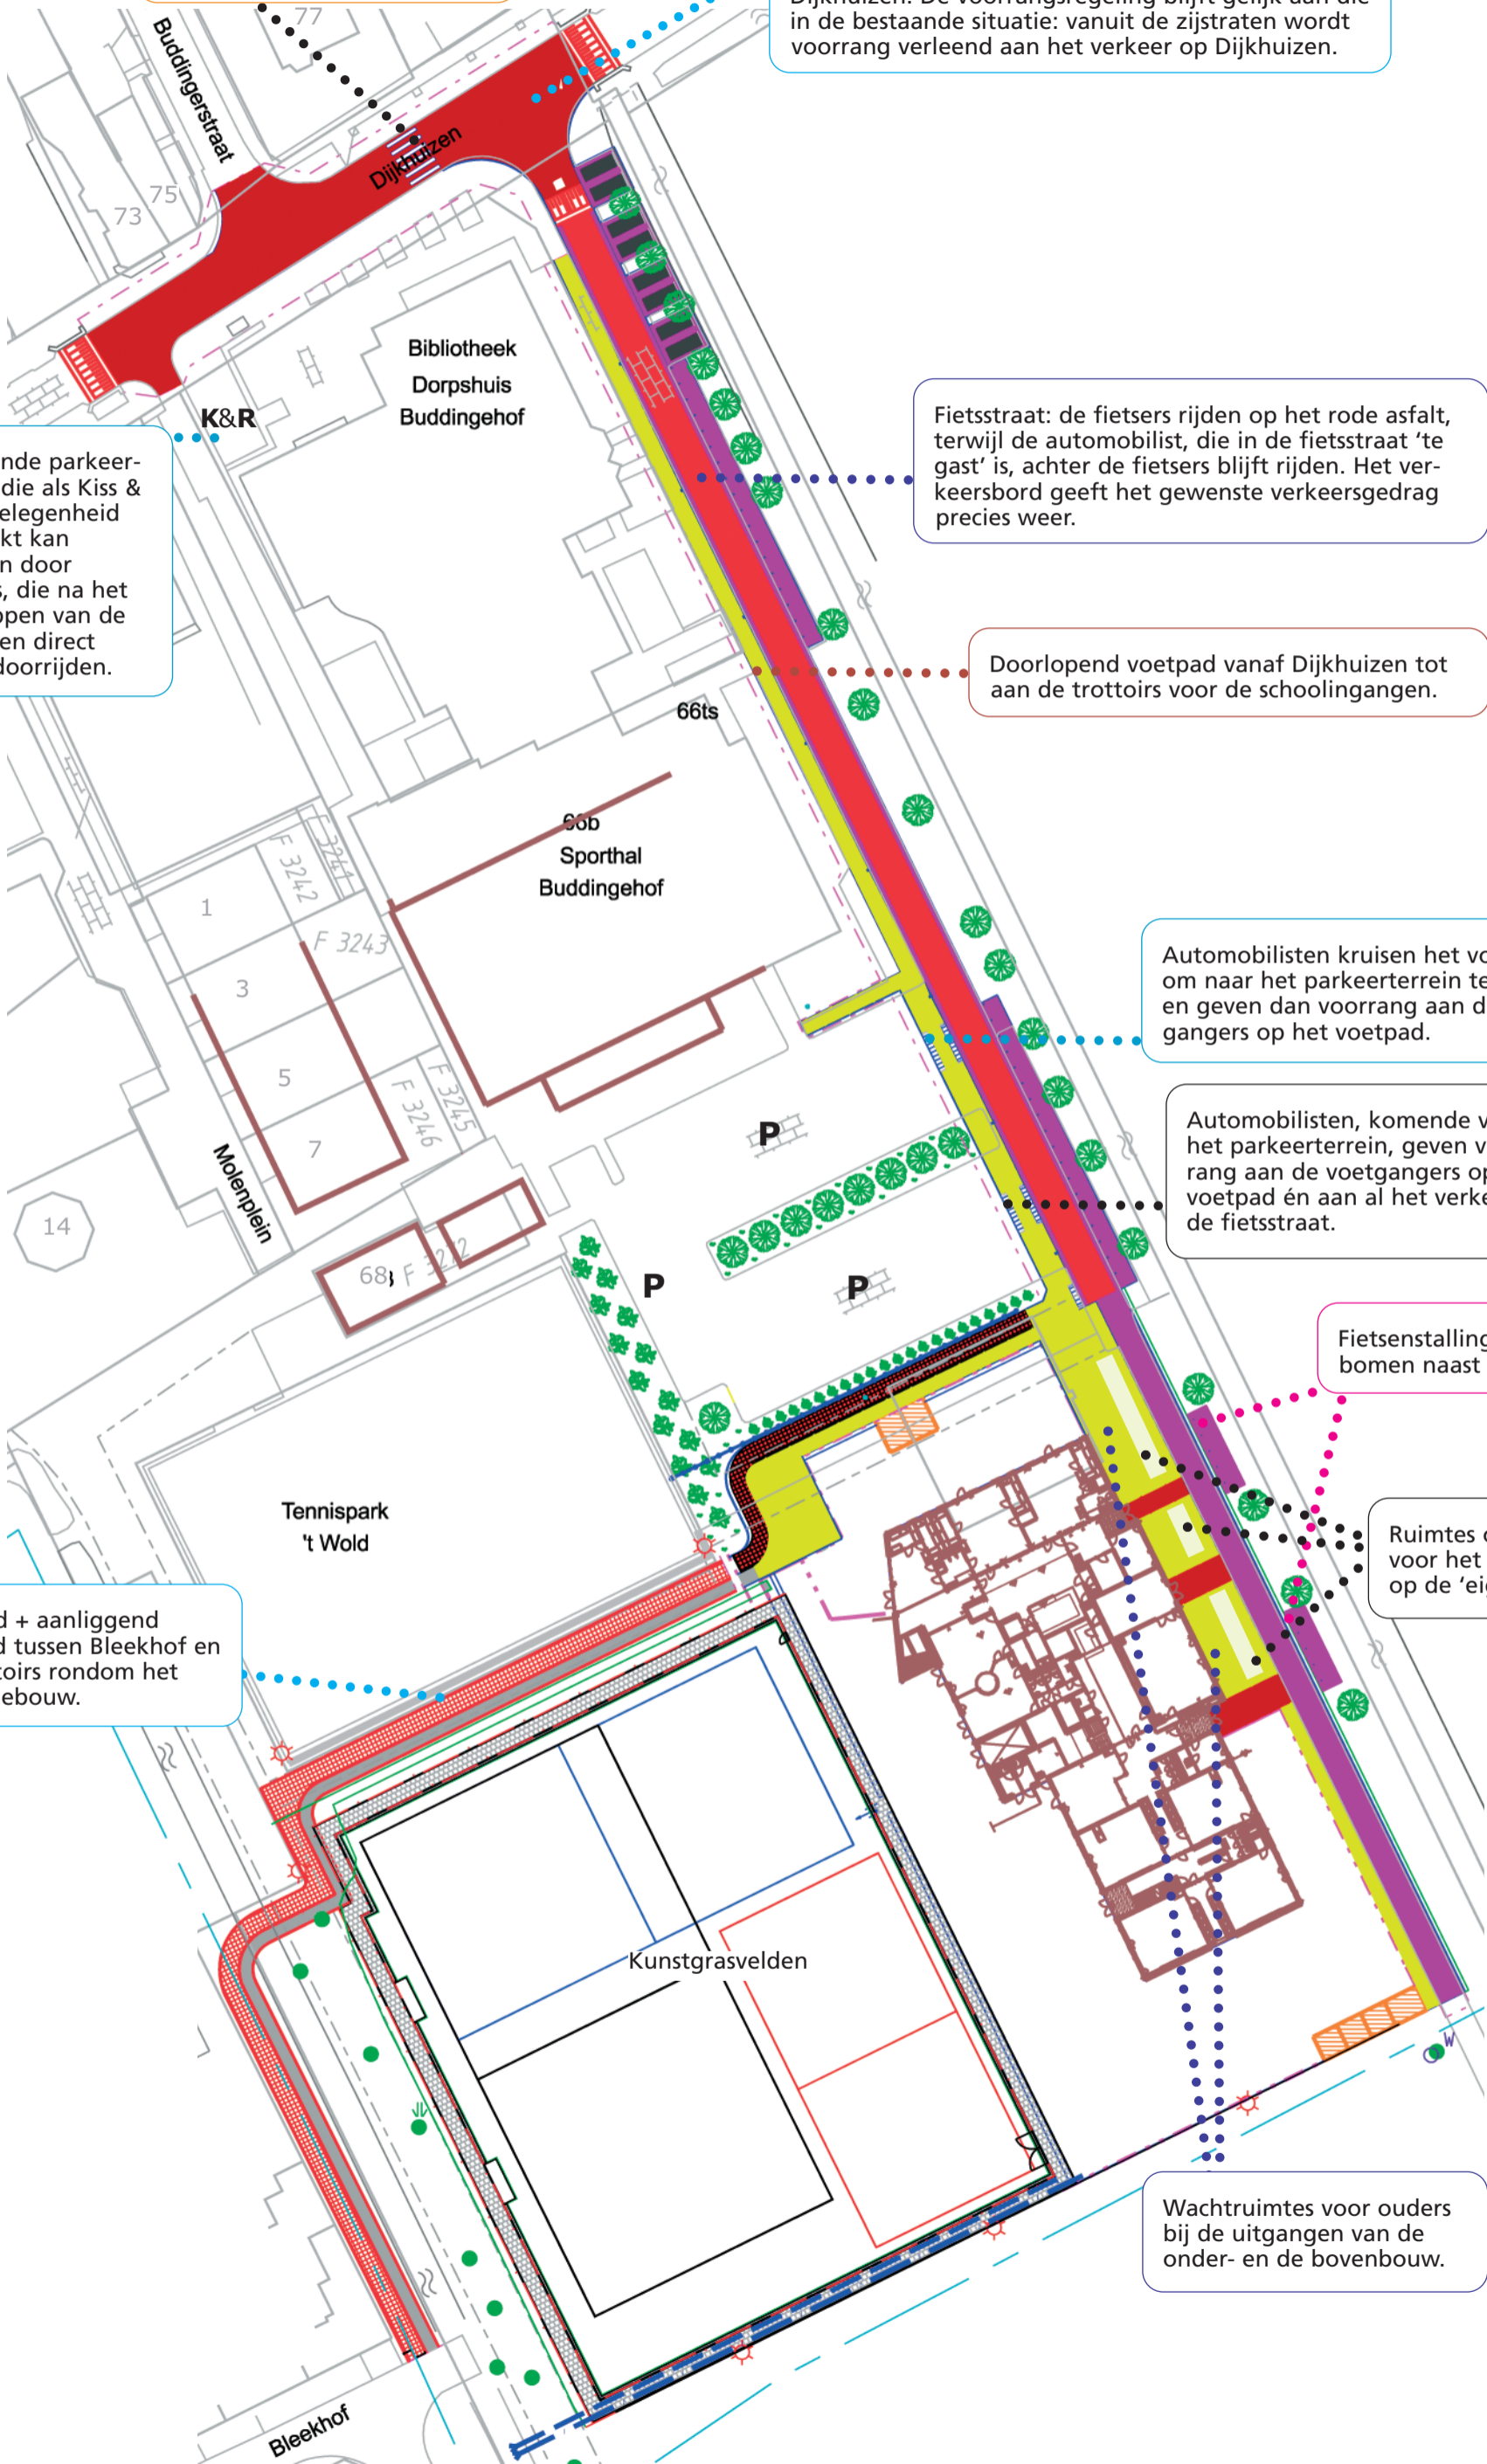 Dijkhuizen. De voorrangsregeling blijft gelijk aan die
in de bestaande situatie: vanuit de zijstraten wordt
voorrang verleend aan het verkeer op Dijkhuizen.
77
Buddingerstraat
Dijkhuizen
75
73
Bibliotheek
Dorpshuis
Buddingehof
K&R
nde parkeer-
die als Kiss &
elegenheid
kt kan
n door
s, die na het
ppen van de
en direct
doorrijden.
Fietsstraat: de fietsers rijden op het rode asfalt,
terwijl de automobilist, die in de fietsstraat ‘te
gast’ is, achter de fietsers blijft rijden. Het ver-
keersbord geeft het gewenste verkeersgedrag
precies weer.
Doorlopend voetpad vanaf Dijkhuizen tot
aan de trottoirs voor de schoolingangen.
66ts
66b
Sporthal
Buddingehof
F 3241
F 3242
F 3243
1
3
5
7
F 3245
F 3246
Automobilisten kruisen het vo
om naar het parkeerterrein te
en geven dan voorrang aan d
gangers op het voetpad.
P
Automobilisten, komende v
het parkeerterrein, geven v
rang aan de voetgangers op
voetpad én aan al het verke
de fietsstraat.
Molenplein
14
68
F 3272
P
P
Fietsenstalling
bomen naast
Tennispark
't Wold
Ruimtes
voor het
op de ‘eig
d + aanliggend
d tussen Bleekhof en
toirs rondom het
ebouw.
Kunstgrasvelden
W
Wachtruimtes voor ouders
bij de uitgangen van de
onder- en de bovenbouw.
Bleekhof